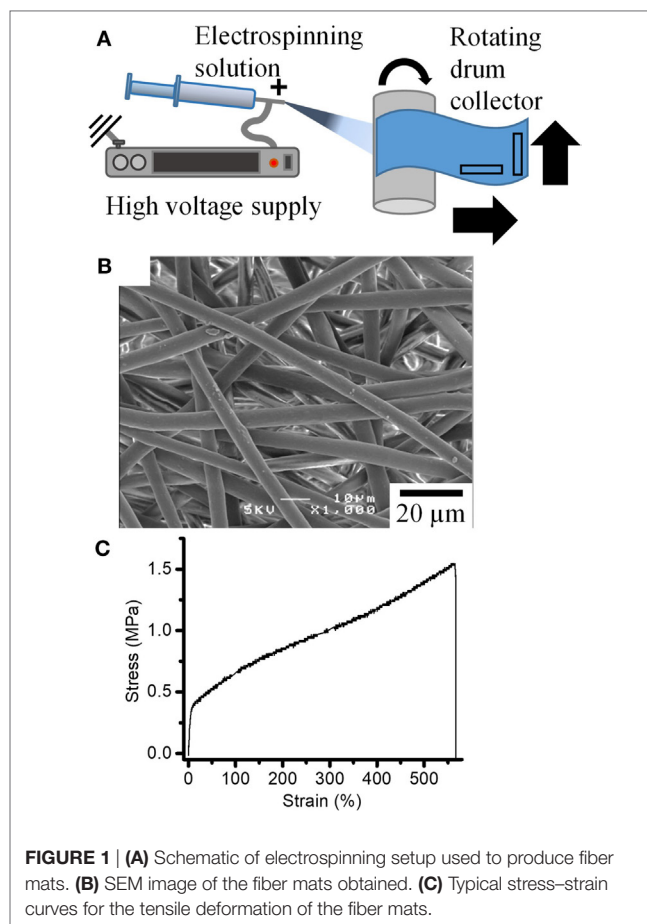 A
Electrospinning
solution
+
Rotating
drum
collector
High voltage supply
B
10μm
5KV X1,000
20 μm
C
Stress (MPa)
1.5
1.0
0.5
0.0
0 100 200 300 400 500
Strain (%)
FIGURE 1 | (A) Schematic of electrospinning setup used to produce fiber
mats. (B) SEM image of the fiber mats obtained. (C) Typical stress–strain
curves for the tensile deformation of the fiber mats.